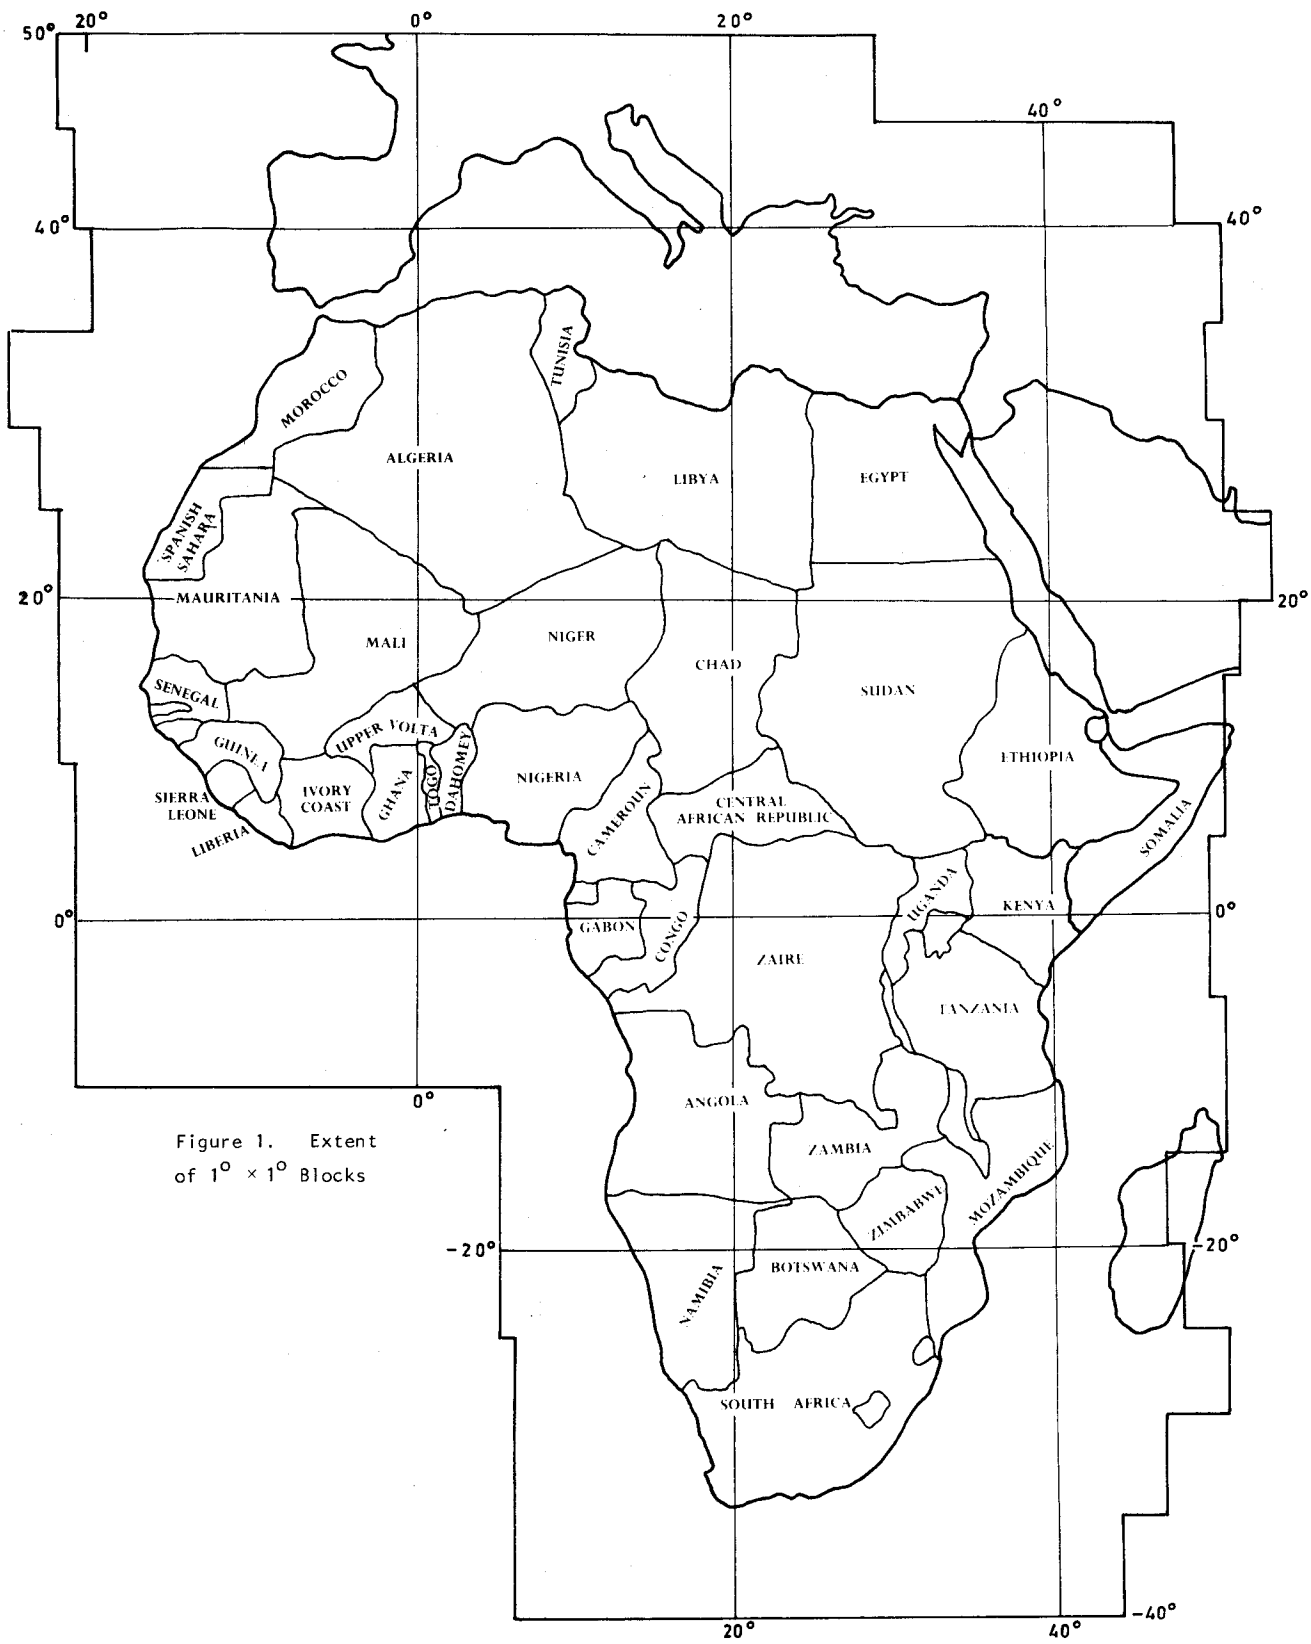 20°
0°
20°
50°
40°
40°
40°
TUNISIA
MOROCCO
ALGERIA
LIBYA
EGYPT
SPANISH
SAHARA
20°
MAURITANIA
20°
MALI
NIGER
CHAD
SUDAN
SENEGAL
UPPER VOLTA
GUINEA
ETHIOPIA
NIGERIA
DAHOMEY
TOGO
GHANA
IVORY
COAST
SIERRA
LEONE
LIBERIA
CAMEROUN
CENTRAL
AFRICAN REPUBLIC
SOMALIA
UGANDA
KENYA
0°
0°
GABON
CONGO
ZAIRE
TANZANIA
0°
ANGOLA
Figure 1. Extent
of 1° × 1° Blocks
ZAMBIA
MOZAMBIQUE
ZIMBABWE
-20°
-20°
BOTSWANA
NAMIBIA
SOUTH AFRICA
-40°
20°
40°